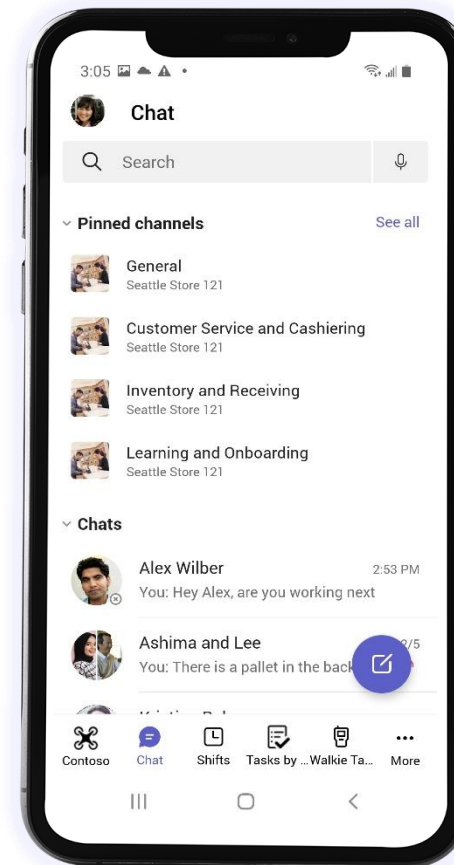 3:05
Chat
Search
Pinned channels
See all
General
Seattle Store 121
Customer Service and Cashiering
Seattle Store 121
Inventory and Receiving
Seattle Store 121
Learning and Onboarding
Seattle Store 121
Chats
Alex Wilber
2:53 PM
You: Hey Alex, are you working next
Ashima and Lee
/5
You: There is a pallet in the back
Contoso
Chat
Shifts
Tasks by ...
Walkie Ta...
More